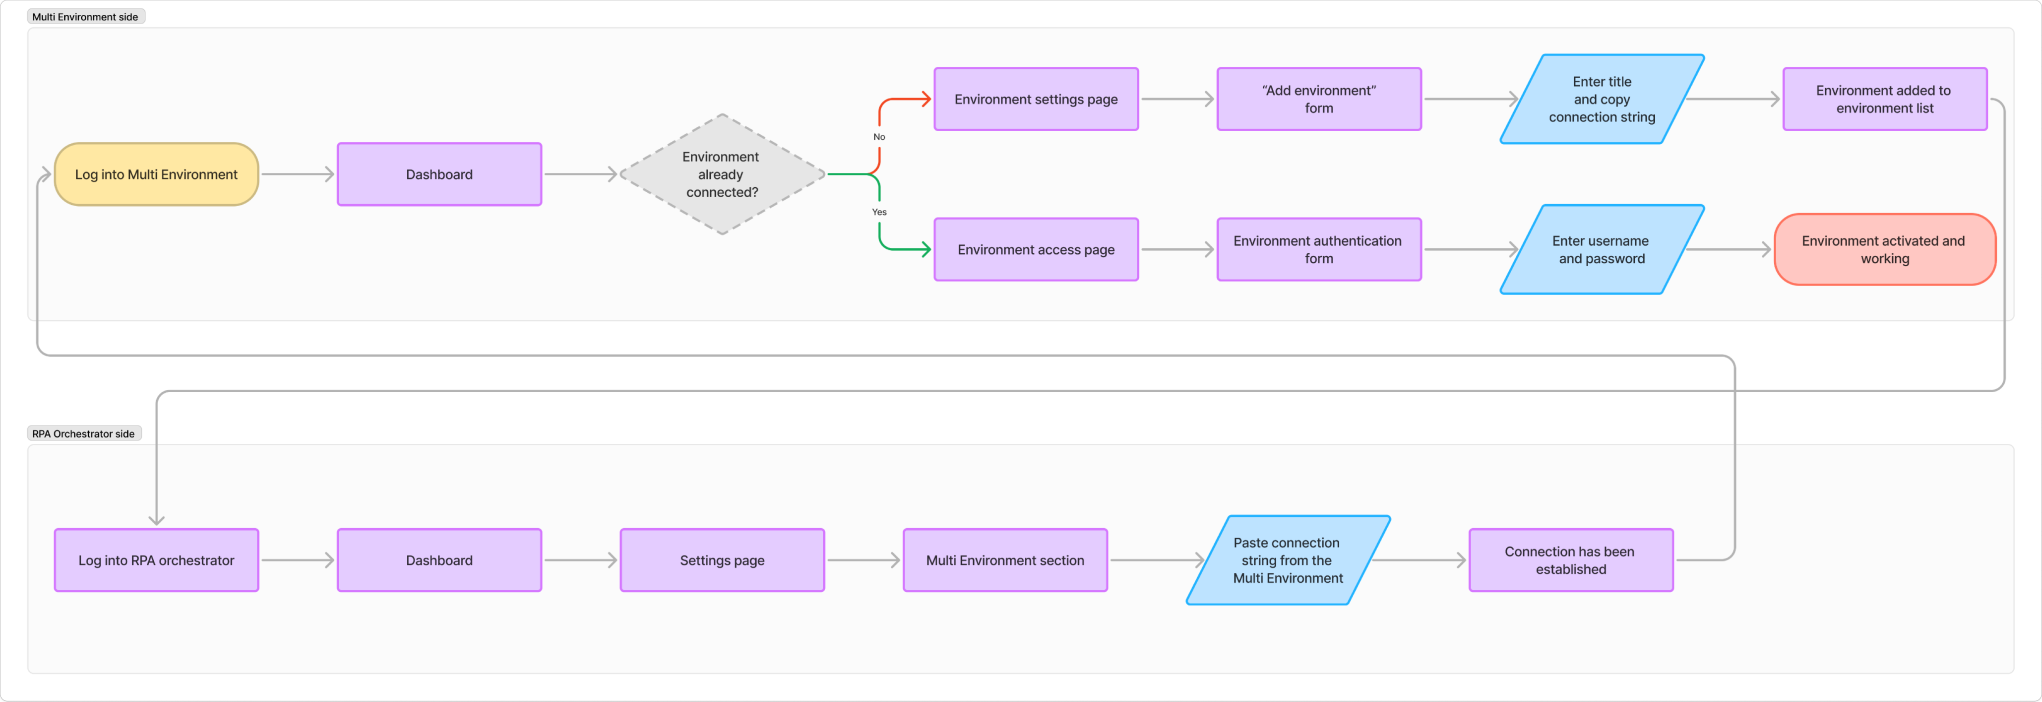 Multi Environment side
Log into Multi Environment
Dashboard
Environment
already
connected?
No
Environment settings page
“Add environment”
form
Enter title
and copy
connection string
Environment added to
environment list
Yes
Environment access page
Environment authentication
form
Enter username
and password
Environment activated and
working
RPA Orchestrator side
Log into RPA orchestrator
Dashboard
Settings page
Multi Environment section
Paste connection
string from the
Multi Environment
Connection has been
established